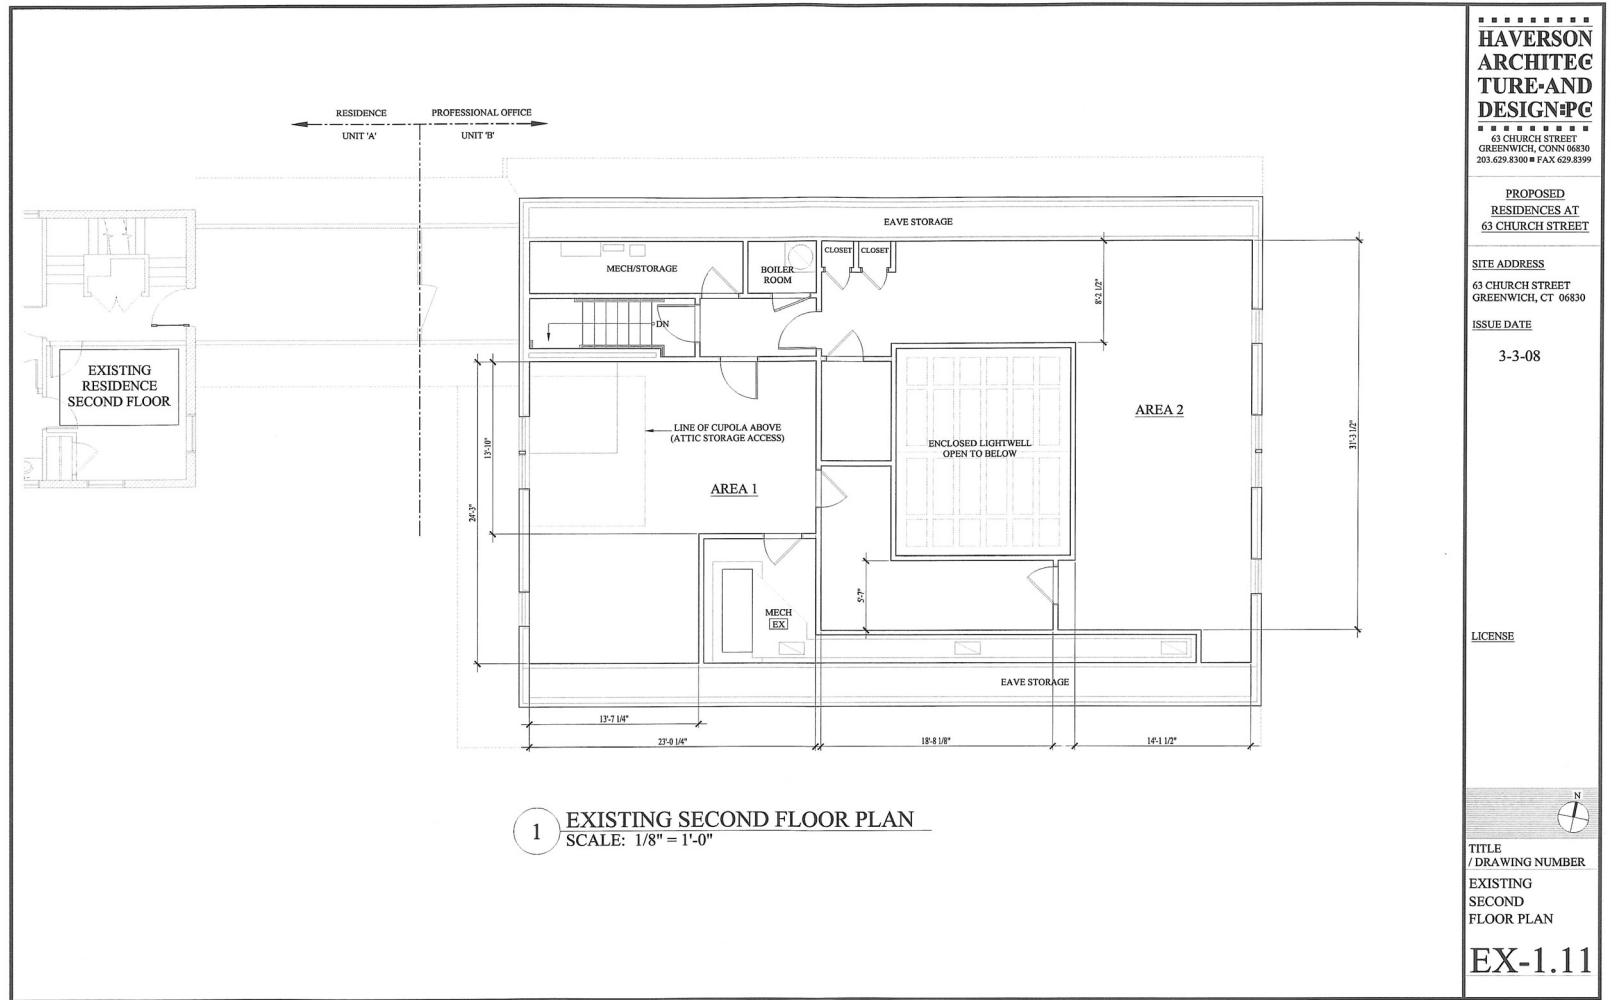 RESIDENCE
UNIT 'A'
PROFESSIONAL OFFICE
UNIT 'B'
EAVE STORAGE
MECH/STORAGE
BOILER
ROOM
CLOSET
CLOSET
8'-2 1/2"
DN
EXISTING
RESIDENCE
SECOND FLOOR
LINE OF CUPOLA ABOVE
(ATTIC STORAGE ACCESS)
AREA 1
13'-10"
24'-3"
ENCLOSED LIGHTWELL
OPEN TO BELOW
AREA 2
31'-3 1/2"
5'-7"
MECH
EX
EAVE STORAGE
13'-7 1/4"
23'-0 1/4"
18'-8 1/8"
14'-1 1/2"
1
EXISTING SECOND FLOOR PLAN
SCALE: 1/8" = 1'-0"
HAVERSON
ARCHITEC
TURE▪AND
DESIGN▪PC
63 CHURCH STREET
GREENWICH, CONN 06830
203.629.8300 ■ FAX 629.8399
PROPOSED
RESIDENCES AT
63 CHURCH STREET
SITE ADDRESS
63 CHURCH STREET
GREENWICH, CT 06830
ISSUE DATE
3-3-08
LICENSE
N
TITLE
/ DRAWING NUMBER
EXISTING
SECOND
FLOOR PLAN
EX-1.11